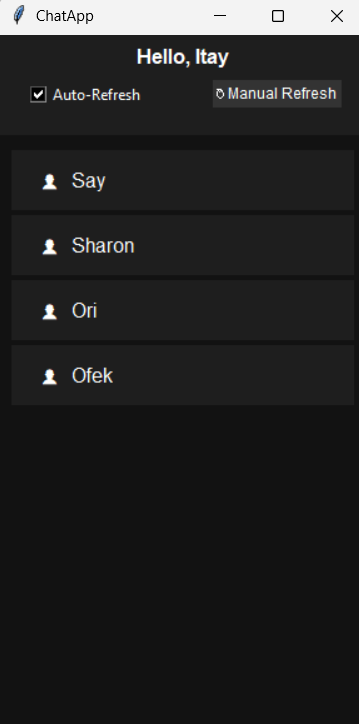 ChatApp
Hello, Itay
Auto-Refresh
Manual Refresh
Say
Sharon
Ori
Ofek